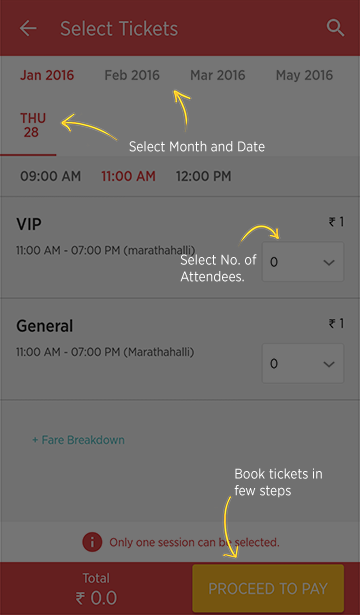 Select Tickets
Jan 2016 Feb 2016 Mar 2016 May 2016
THU
28
Select Month and Date
09:00 AM 11:00 AM 12:00 PM
VIP ₹ 1
11:00 AM - 07:00 PM (marathahalli)
Select No. of
Attendees.
0
General ₹ 1
11:00 AM - 07:00 PM (Marathahalli)
0
+ Fare Breakdown
Book tickets in
few steps
Only one session can be selected.
Total
₹ 0.0
PROCEED TO PAY